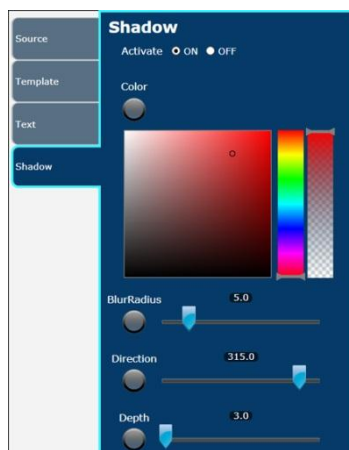 Source
Template
Text
Shadow
Shadow
Activate ON OFF
Color
BlurRadius 5.0
Direction 315.0
Depth 3.0